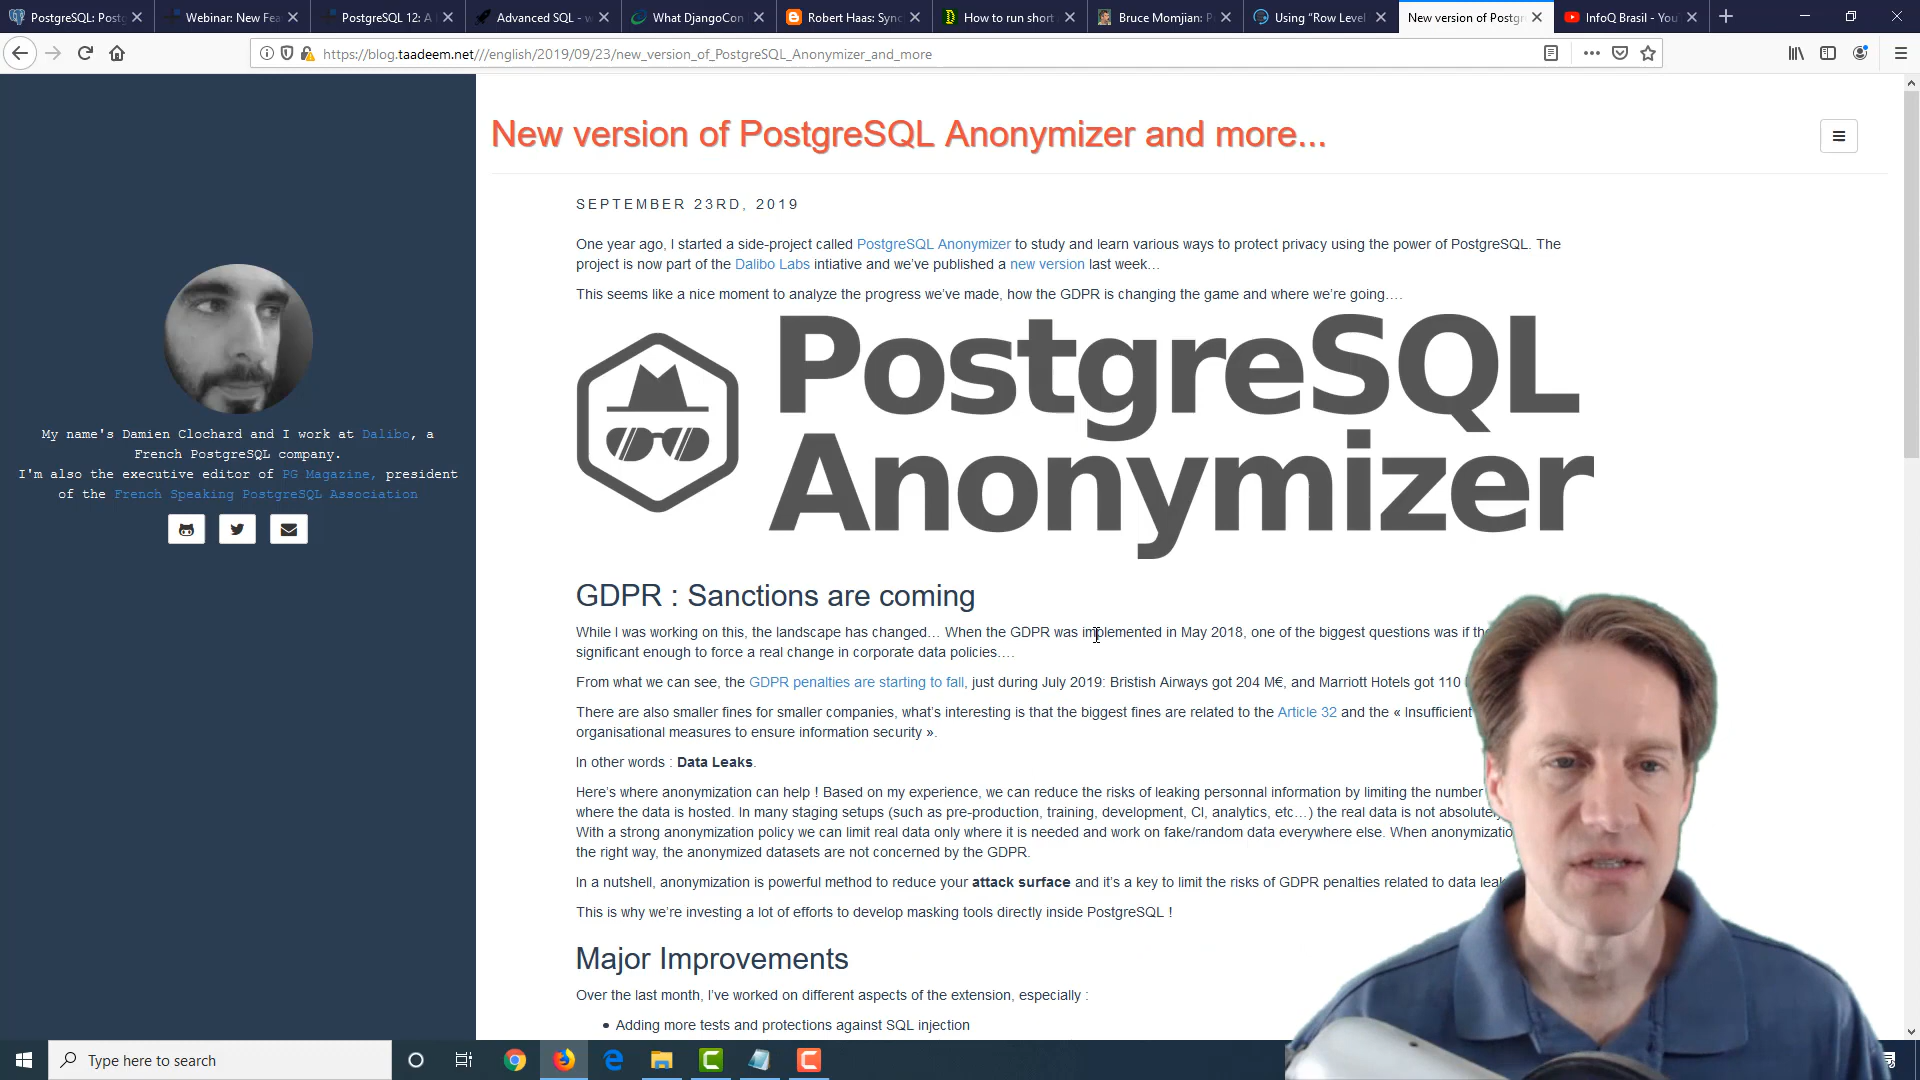 PostgreSQL: Postg
Webinar: New Fea
PostgreSQL 12: A
Advanced SQL - w
What DjangoCon
Robert Haas: Sync
How to run short
Bruce Momjian: P
Using "Row Level
New version of Postgr
InfoQ Brasil - You
https://blog.taadeem.net///english/2019/09/23/new_version_of_PostgreSQL_Anonymizer_and_more
My name's Damien Clochard and I work at Dalibo, a
French PostgreSQL company.
I'm also the executive editor of PG Magazine, president
of the French Speaking PostgreSQL Association
New version of PostgreSQL Anonymizer and more...
SEPTEMBER 23RD, 2019
One year ago, I started a side-project called PostgreSQL Anonymizer to study and learn various ways to protect privacy using the power of PostgreSQL. The
project is now part of the Dalibo Labs intiative and we've published a new version last week…
This seems like a nice moment to analyze the progress we've made, how the GDPR is changing the game and where we're going….
PostgreSQL
Anonymizer
GDPR : Sanctions are coming
While I was working on this, the landscape has changed… When the GDPR was implemented in May 2018, one of the biggest questions was if
significant enough to force a real change in corporate data policies….
From what we can see, the GDPR penalties are starting to fall, just during July 2019: Bristish Airways got 204 M€, and Marriott Hotels got 110
There are also smaller fines for smaller companies, what's interesting is that the biggest fines are related to the Article 32 and the « Insufficient
organisational measures to ensure information security ».
In other words : Data Leaks.
Here's where anonymization can help ! Based on my experience, we can reduce the risks of leaking personnal information by limiting the number
where the data is hosted. In many staging setups (such as pre-production, training, development, CI, analytics, etc…) the real data is not absolutely
With a strong anonymization policy we can limit real data only where it is needed and work on fake/random data everywhere else. When anonymizatio
the right way, the anonymized datasets are not concerned by the GDPR.
In a nutshell, anonymization is powerful method to reduce your attack surface and it's a key to limit the risks of GDPR penalties related to data leak
This is why we're investing a lot of efforts to develop masking tools directly inside PostgreSQL !
Major Improvements
Over the last month, I've worked on different aspects of the extension, especially :
Adding more tests and protections against SQL injection
Type here to search